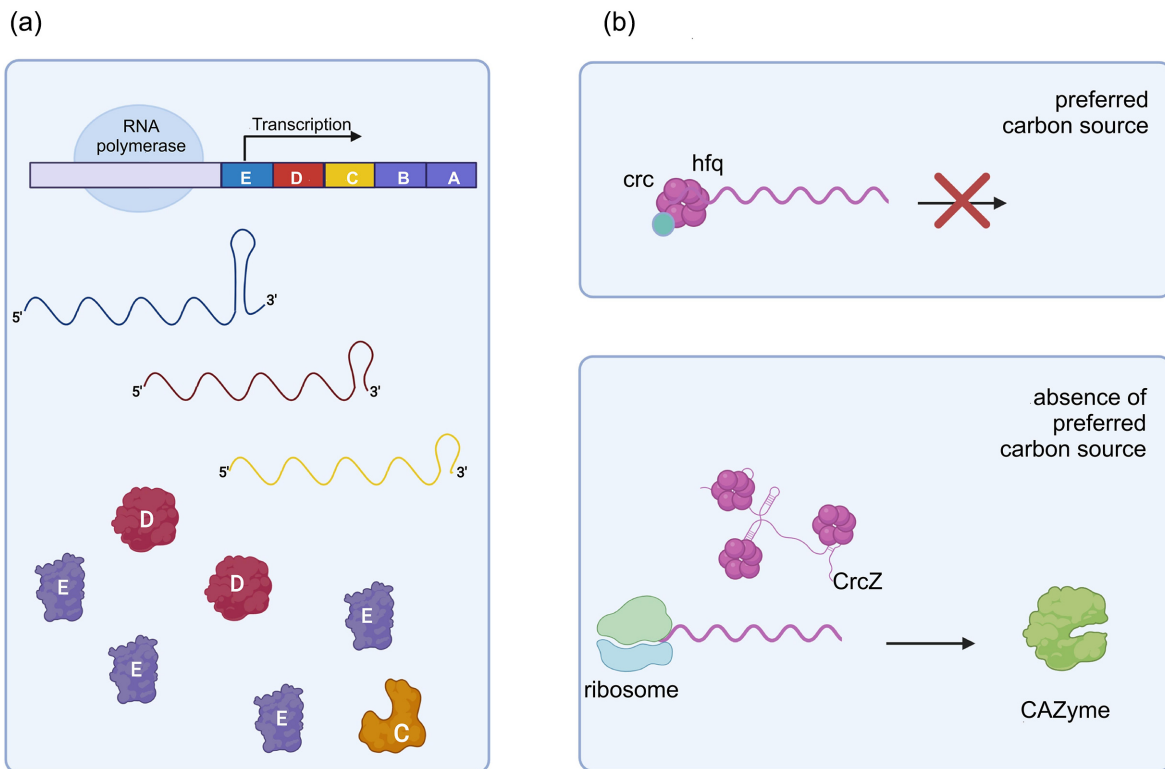 (a)
RNA
polymerase
Transcription
E D C B A
5' 3'
5' 3'
5' 3'
D
E
D
E
E
E
C
(b)
preferred
carbon source
hfq
crc
absence of
preferred
carbon source
CrcZ
ribosome
CAZyme